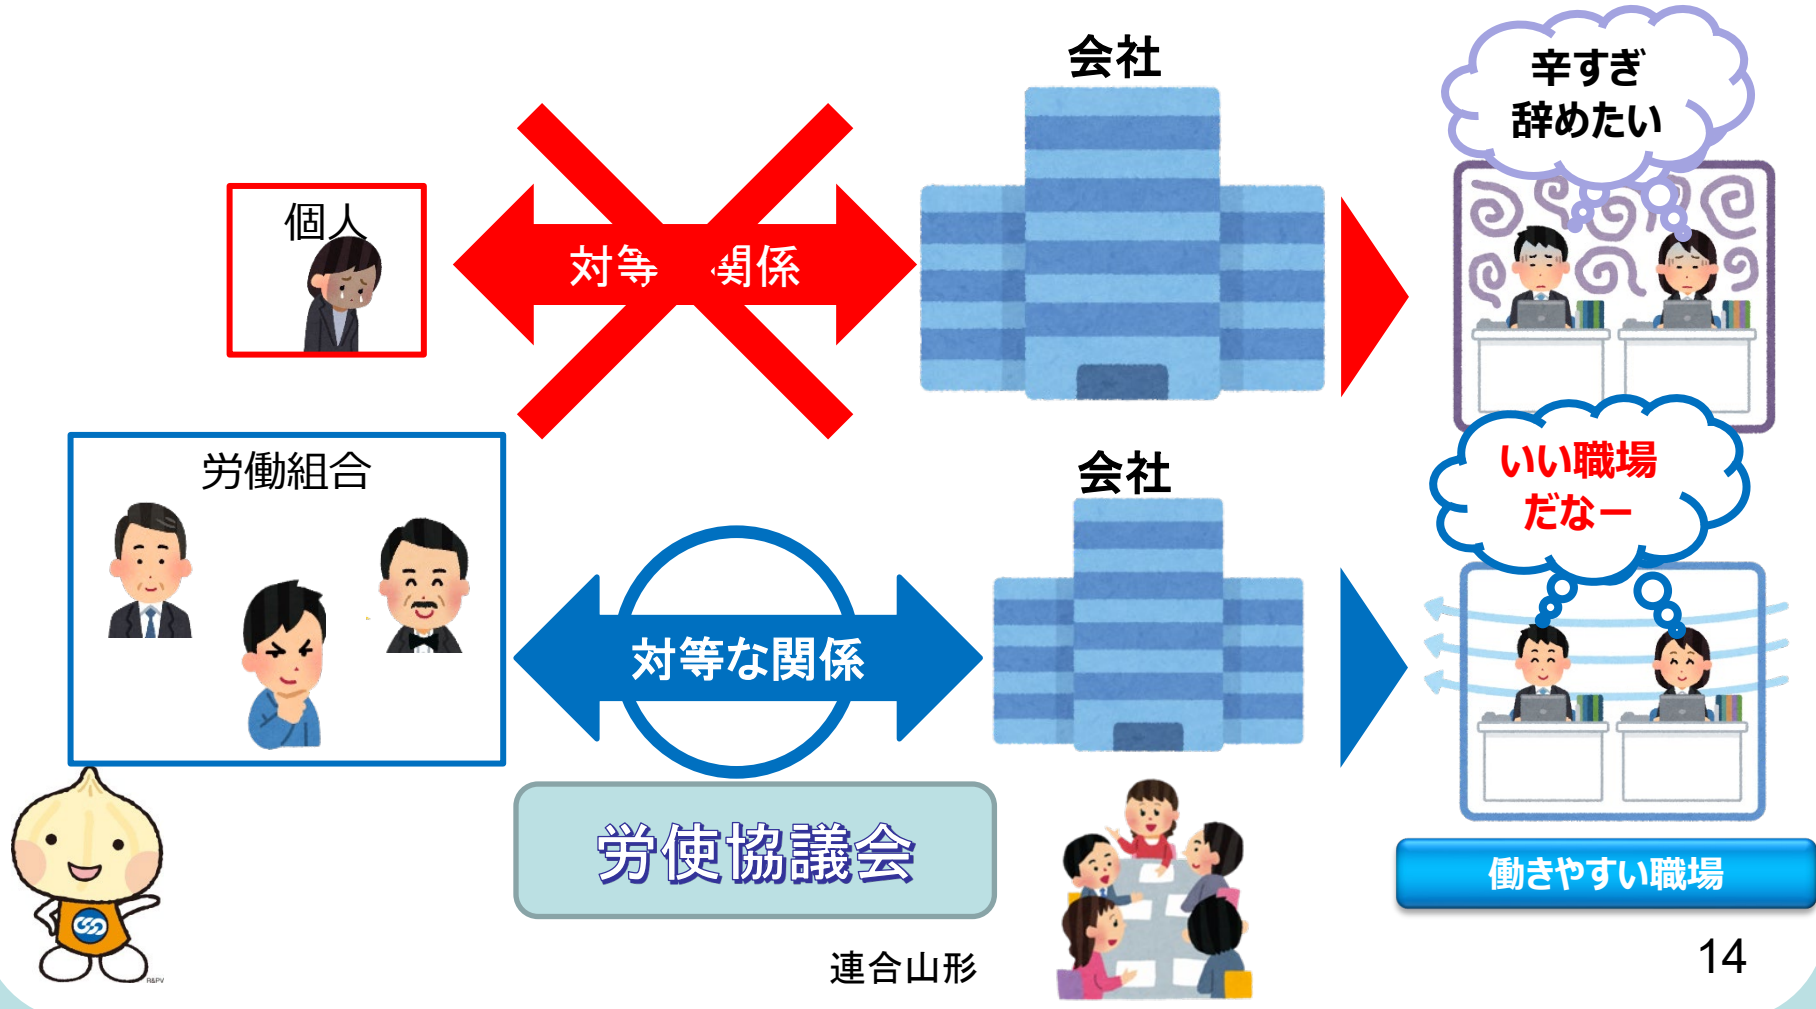 会社
辛すぎ
辞めたい
個人
対等 関係
労働組合
会社
いい職場
だなー
対等な関係
労使協議会
働きやすい職場
連合山形
14
R&PV